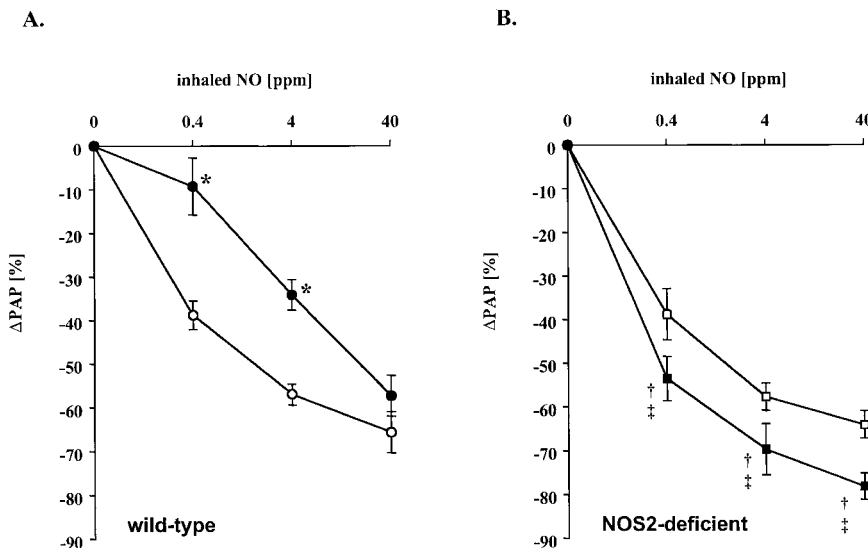 A.
inhaled NO [ppm]
0 0.4 4 40
0
-10
-20
-30
-40
-50
-60
-70
-80
-90
ΔPAP [%]
*
*
wild-type
B.
inhaled NO [ppm]
0 0.4 4 40
0
-10
-20
-30
-40
-50
-60
-70
-80
-90
ΔPAP [%]
†
‡
†
‡
†
‡
NOS2-deficient